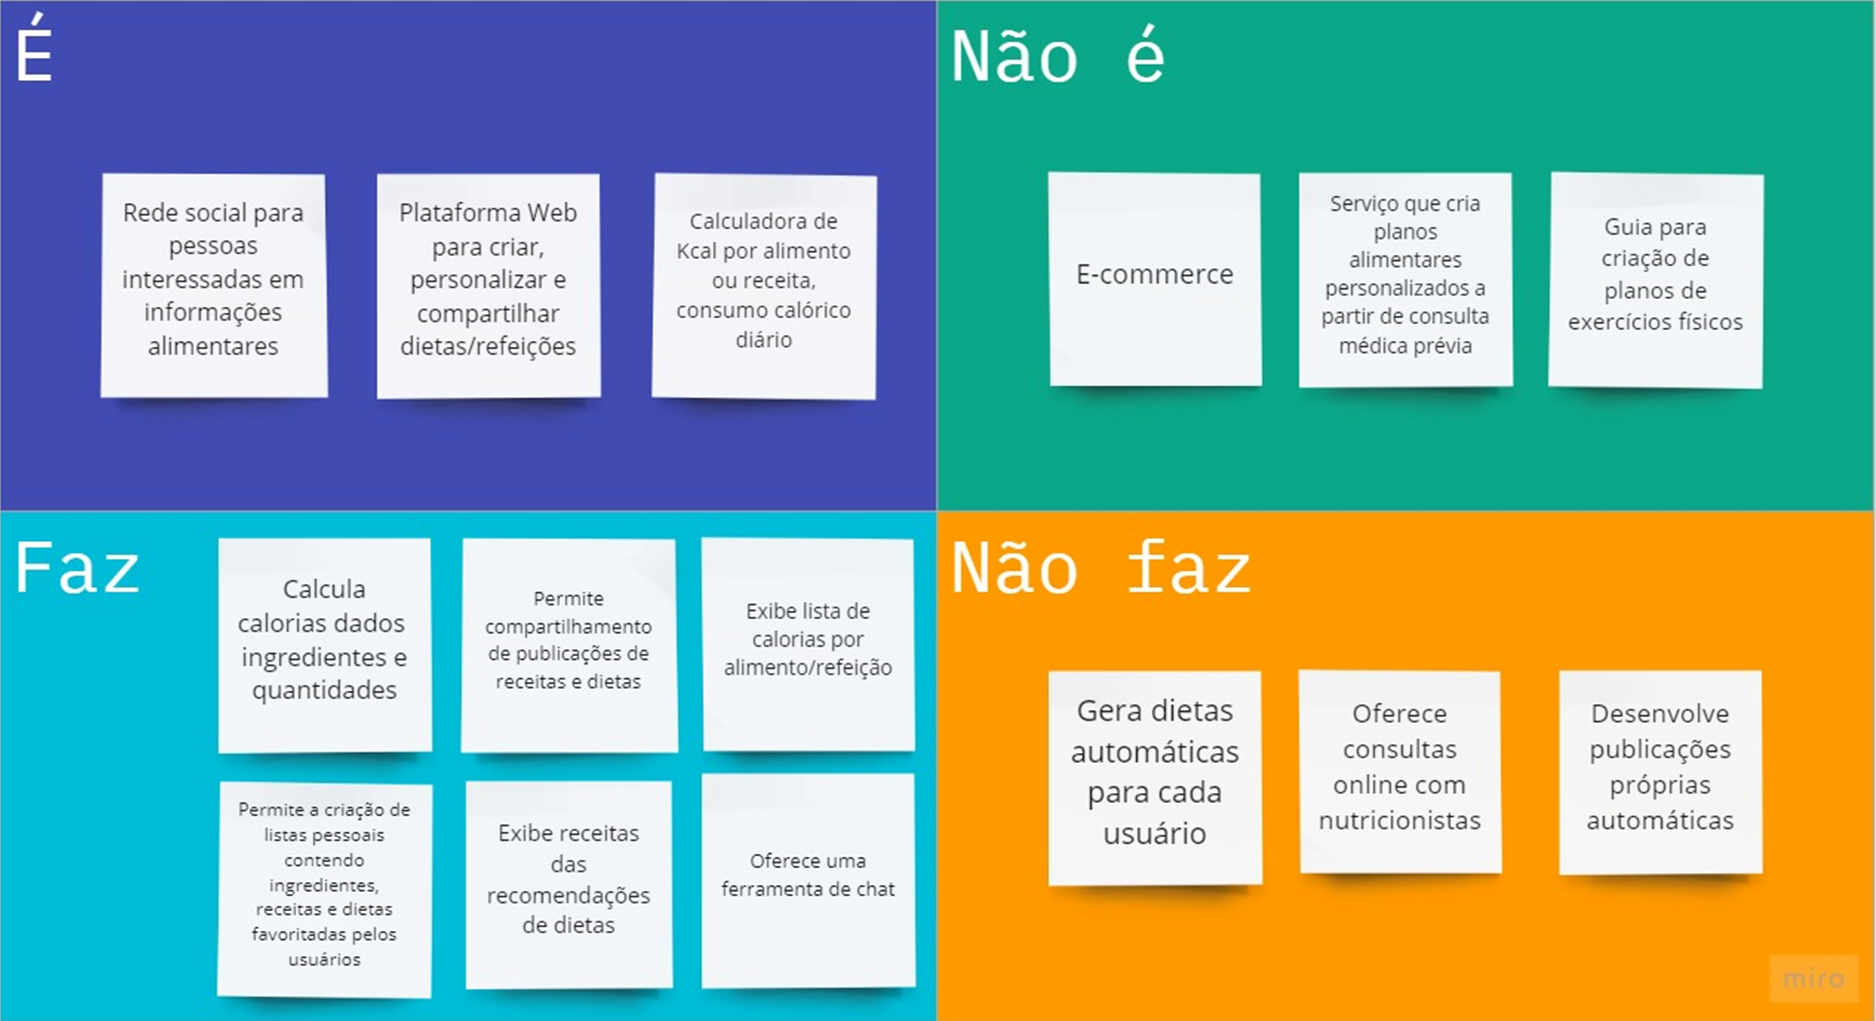 É
Rede social para
pessoas
interessadas em
informações
alimentares
Plataforma Web
para criar,
personalizar e
compartilhar
dietas/refeições
Calculadora de
Kcal por alimento
ou receita,
consumo calórico
diário
Não é
E-commerce
Serviço que cria
planos
alimentares
personalizados a
partir de consulta
médica prévia
Guia para
criação de
planos de
exercícios físicos
Faz
Calcula
calorias dados
ingredientes e
quantidades
Permite
compartilhamento
de publicações de
receitas e dietas
Exibe lista de
calorias por
alimento/refeição
Permite a criação de
listas pessoais
contendo
ingredientes,
receitas e dietas
favoritadas pelos
usuários
Exibe receitas
das
recomendações
de dietas
Oferece uma
ferramenta de chat
Não faz
Gera dietas
automáticas
para cada
usuário
Oferece
consultas
online com
nutricionistas
Desenvolve
publicações
próprias
automáticas
miro